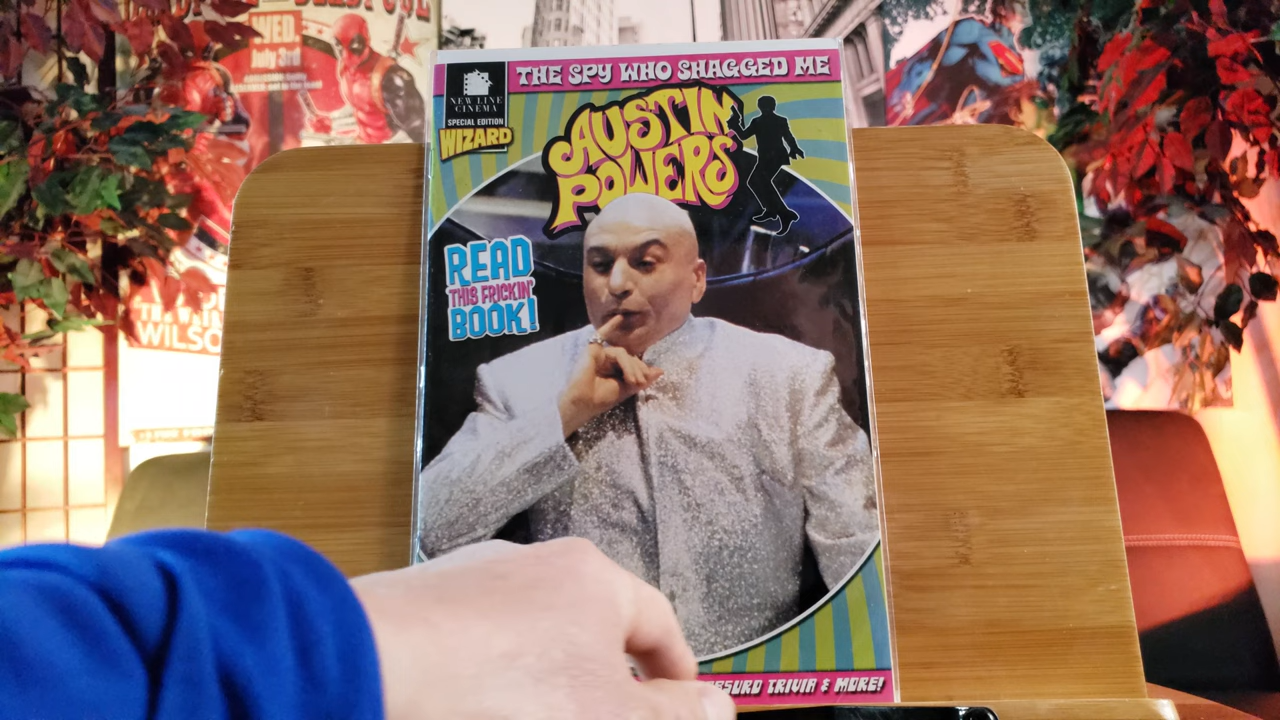 WED.
July 3rd
THE SPY WHO SHAGGED ME
NEW LINE
CINEMA
SPECIAL EDITION
WIZARD
AUSTIN
POWERS
READ
THIS FRICKIN'
BOOK!
WILSO
TRIVIA & MORE!